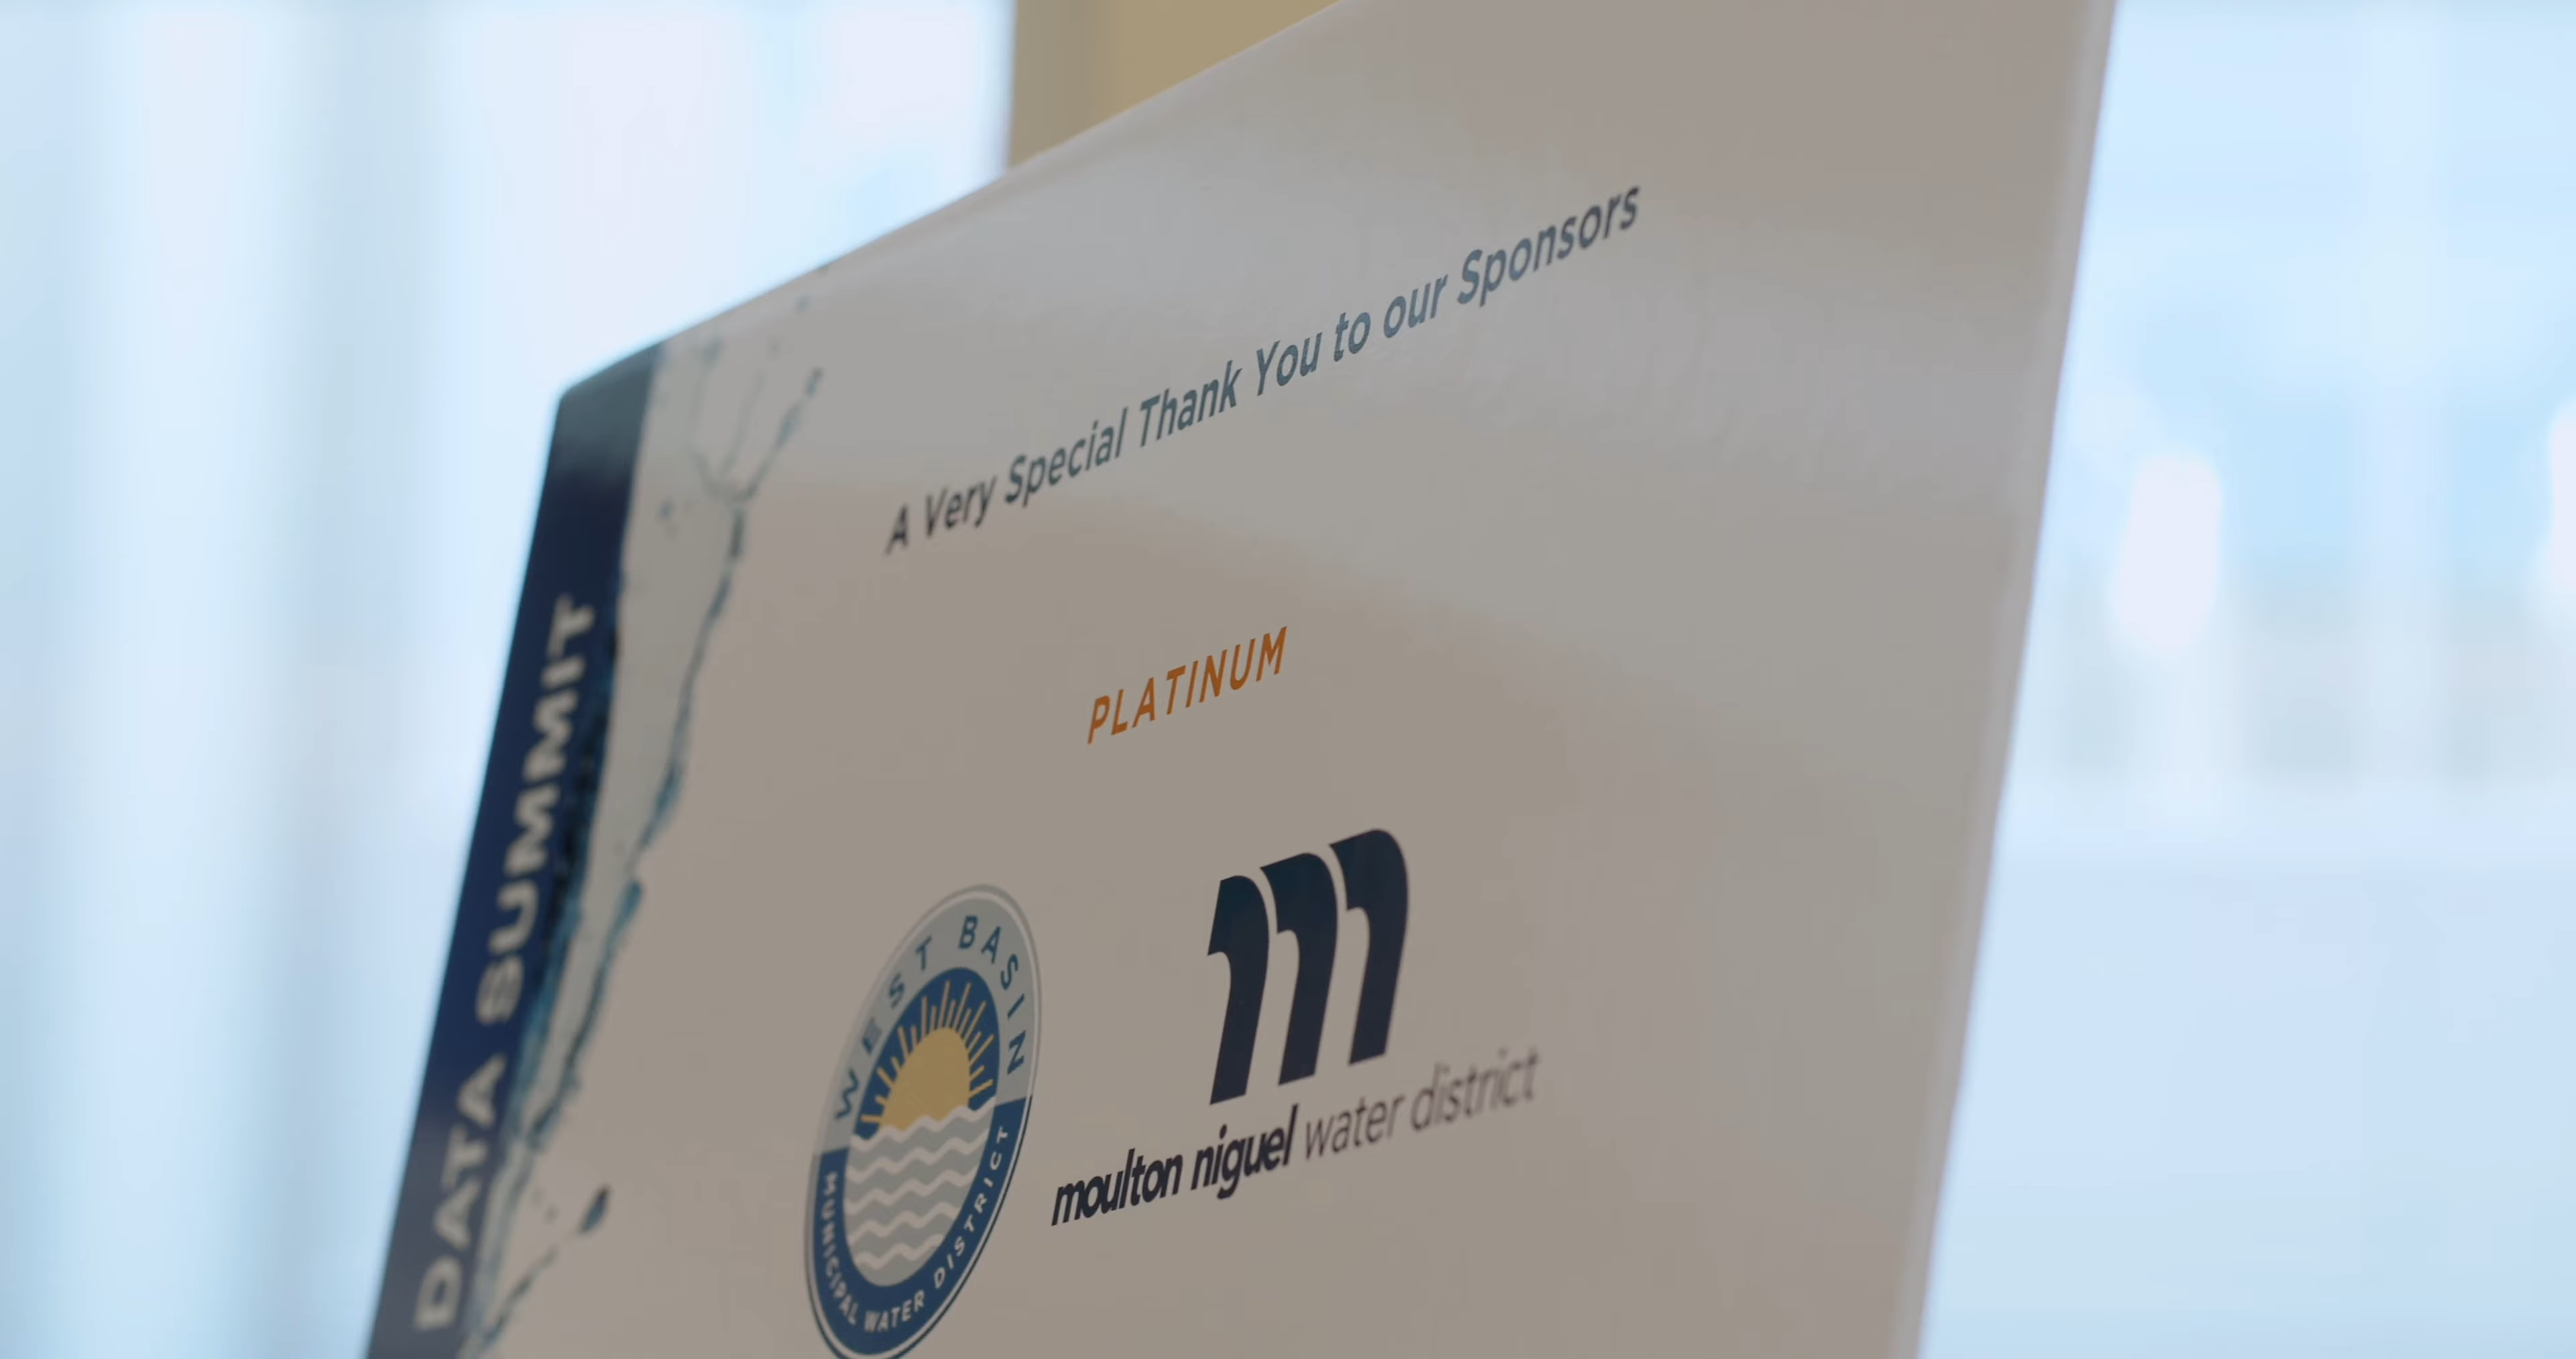 A Very Special Thank You to our Sponsors
PLATINUM
WEST BASIN
MUNICIPAL WATER DISTRICT
m
moulton niguel water district
DATA SUMMIT